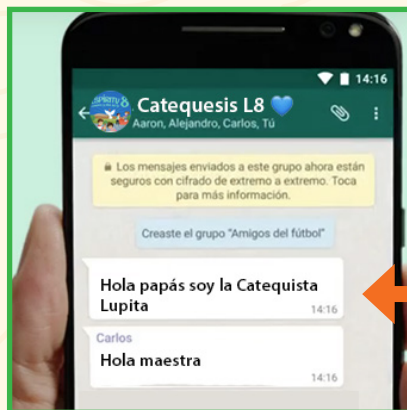 14:16
Catequesis L8
Aaron, Alejandro, Carlos, Tú
Los mensajes enviados a este grupo ahora están
seguros con cifrado de extremo a extremo. Toca
para más información.
Creaste el grupo "Amigos del fútbol"
Hola papás soy la Catequista
Lupita
14:16
Carlos
Hola maestra
14:16